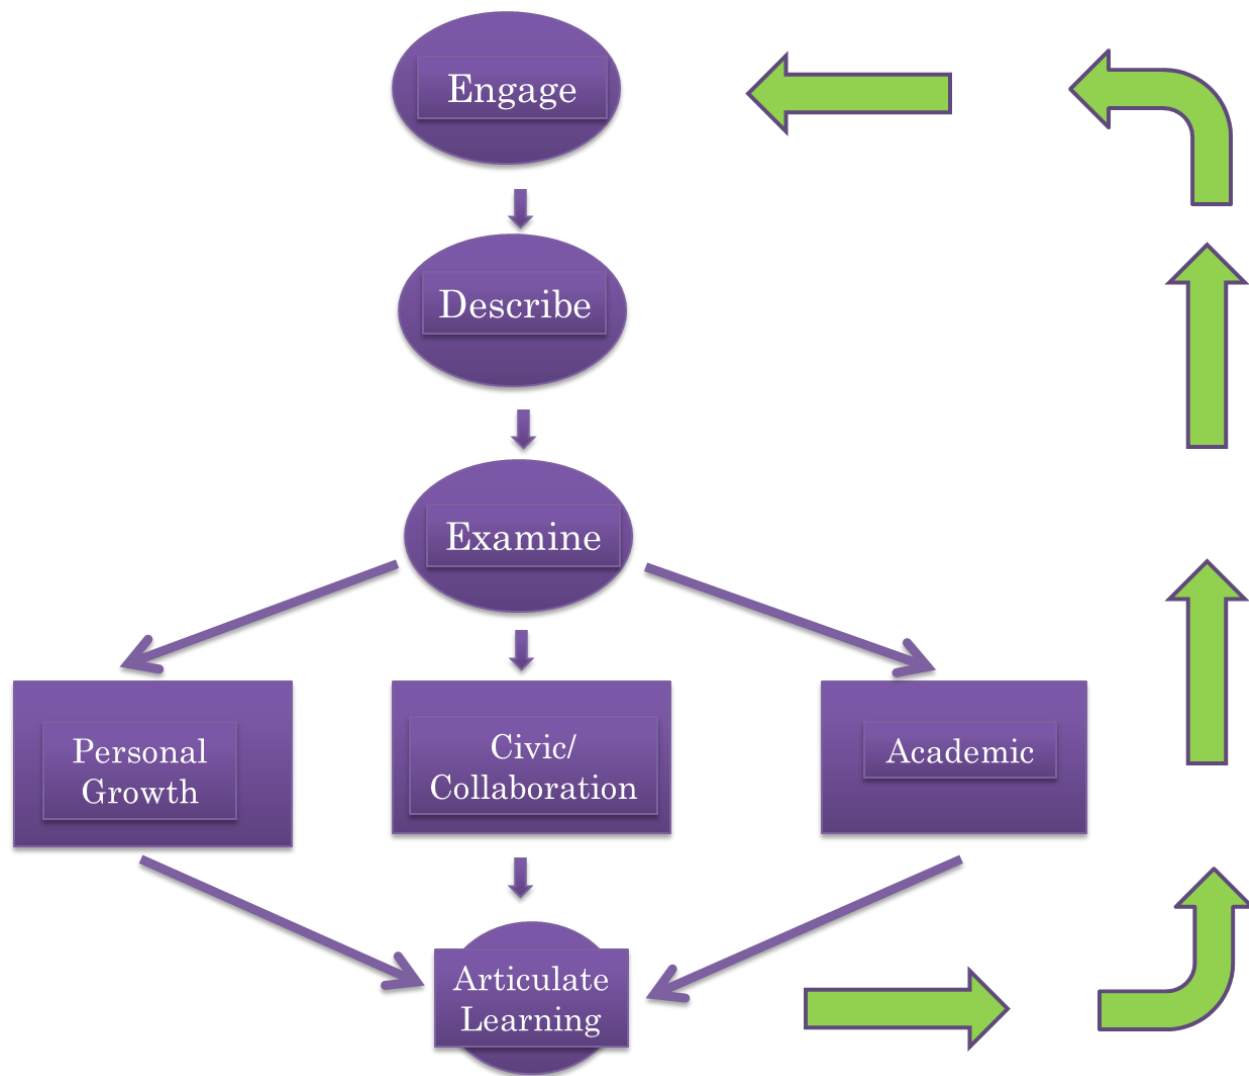 Engage
Describe
Examine
Personal
Growth
Civic/
Collaboration
Academic
Articulate
Learning